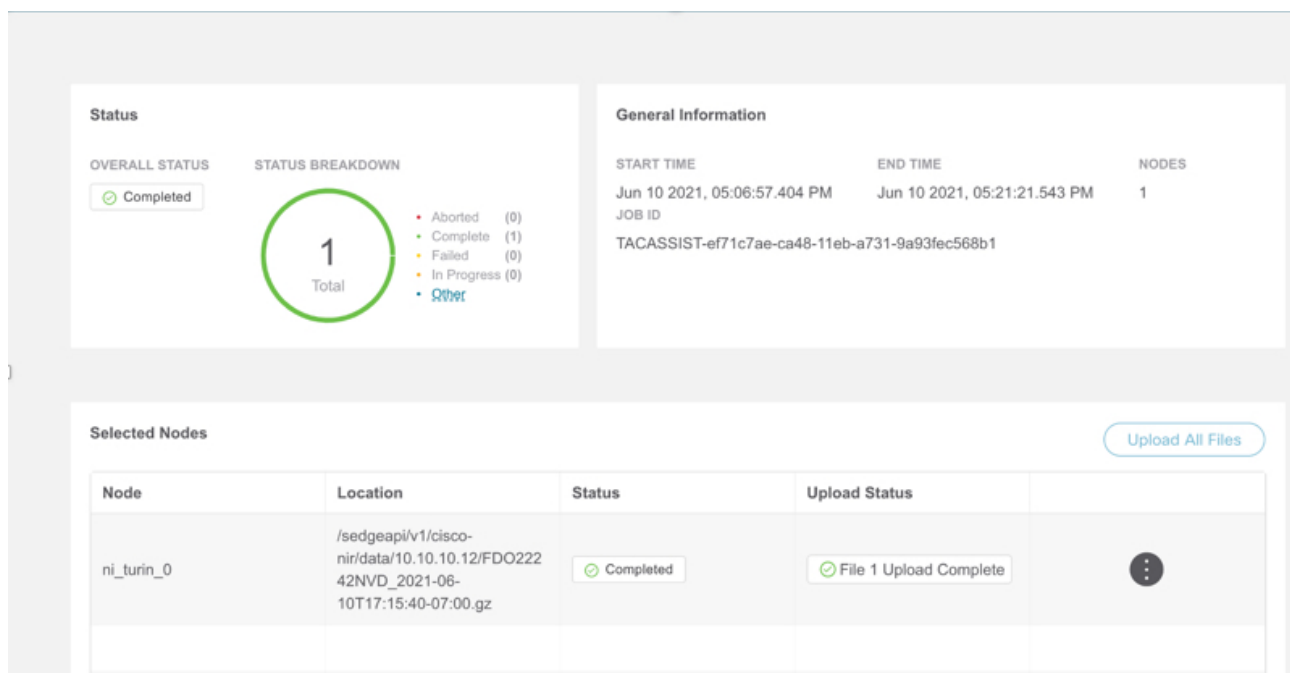 Status
OVERALL STATUS
Completed
STATUS BREAKDOWN
1
Total
Aborted (0)
Complete (1)
Failed (0)
In Progress (0)
Other
General Information
START TIME
Jun 10 2021, 05:06:57.404 PM
END TIME
Jun 10 2021, 05:21:21.543 PM
NODES
1
JOB ID
TACASSIST-ef71c7ae-ca48-11eb-a731-9a93fec568b1
Selected Nodes
Upload All Files
Node
Location
Status
Upload Status
ni_turin_0
/sedgeapi/v1/cisco-
nir/data/10.10.10.12/FDO222
42NVD_2021-06-
10T17:15:40-07:00.gz
Completed
File 1 Upload Complete